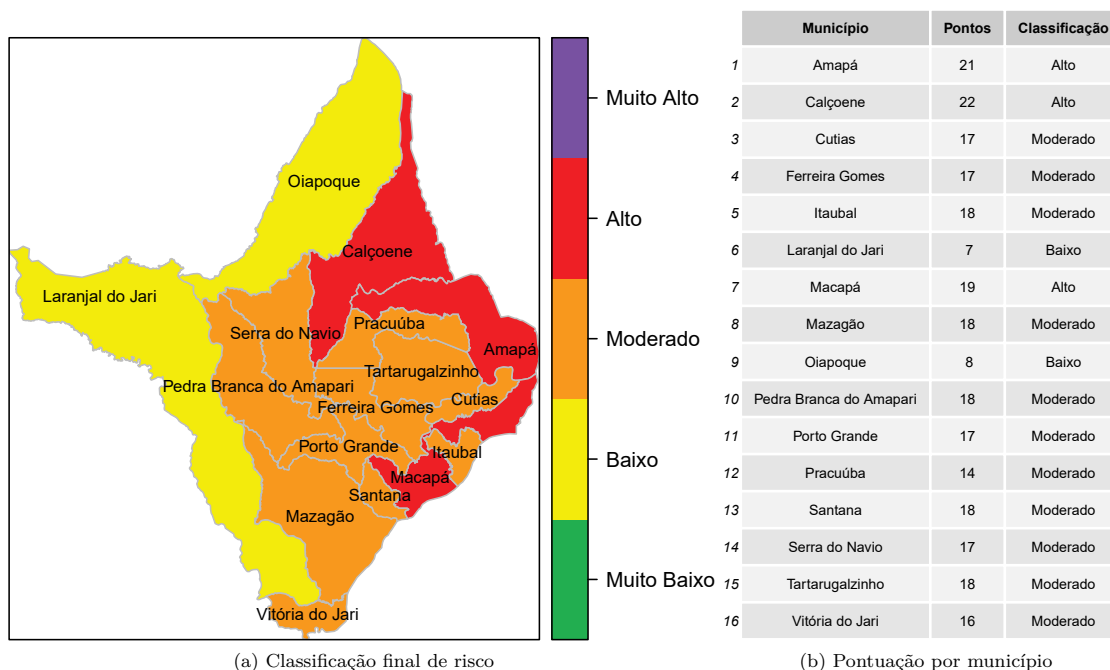 Oiapoque
Calçoene
Laranjal do Jari
Pracuúba
Serra do Navio
Amapá
Tartarugalzinho
Pedra Branca do Amapari
Cutias
Ferreira Gomes
Porto Grande
Itaubal
Macapá
Santana
Mazagão
Vitória do Jari
Muito Alto
Alto
Moderado
Baixo
Muito Baixo
(a) Classificação final de risco
Município Pontos Classificação
1 Amapá 21 Alto
2 Calçoene 22 Alto
3 Cutias 17 Moderado
4 Ferreira Gomes 17 Moderado
5 Itaubal 18 Moderado
6 Laranjal do Jari 7 Baixo
7 Macapá 19 Alto
8 Mazagão 18 Moderado
9 Oiapoque 8 Baixo
10 Pedra Branca do Amapari 18 Moderado
11 Porto Grande 17 Moderado
12 Pracuúba 14 Moderado
13 Santana 18 Moderado
14 Serra do Navio 17 Moderado
15 Tartarugalzinho 18 Moderado
16 Vitória do Jari 16 Moderado
(b) Pontuação por município